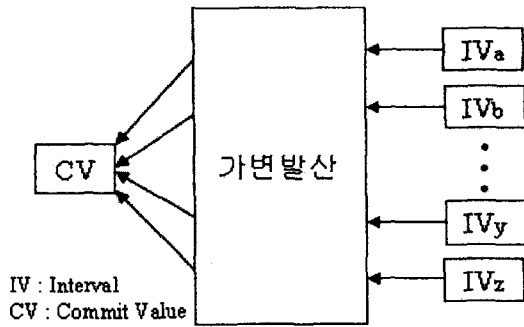 IVa
IVb
가변발산
CV
IVy
IVz
IV : Interval
CV : Commit Value